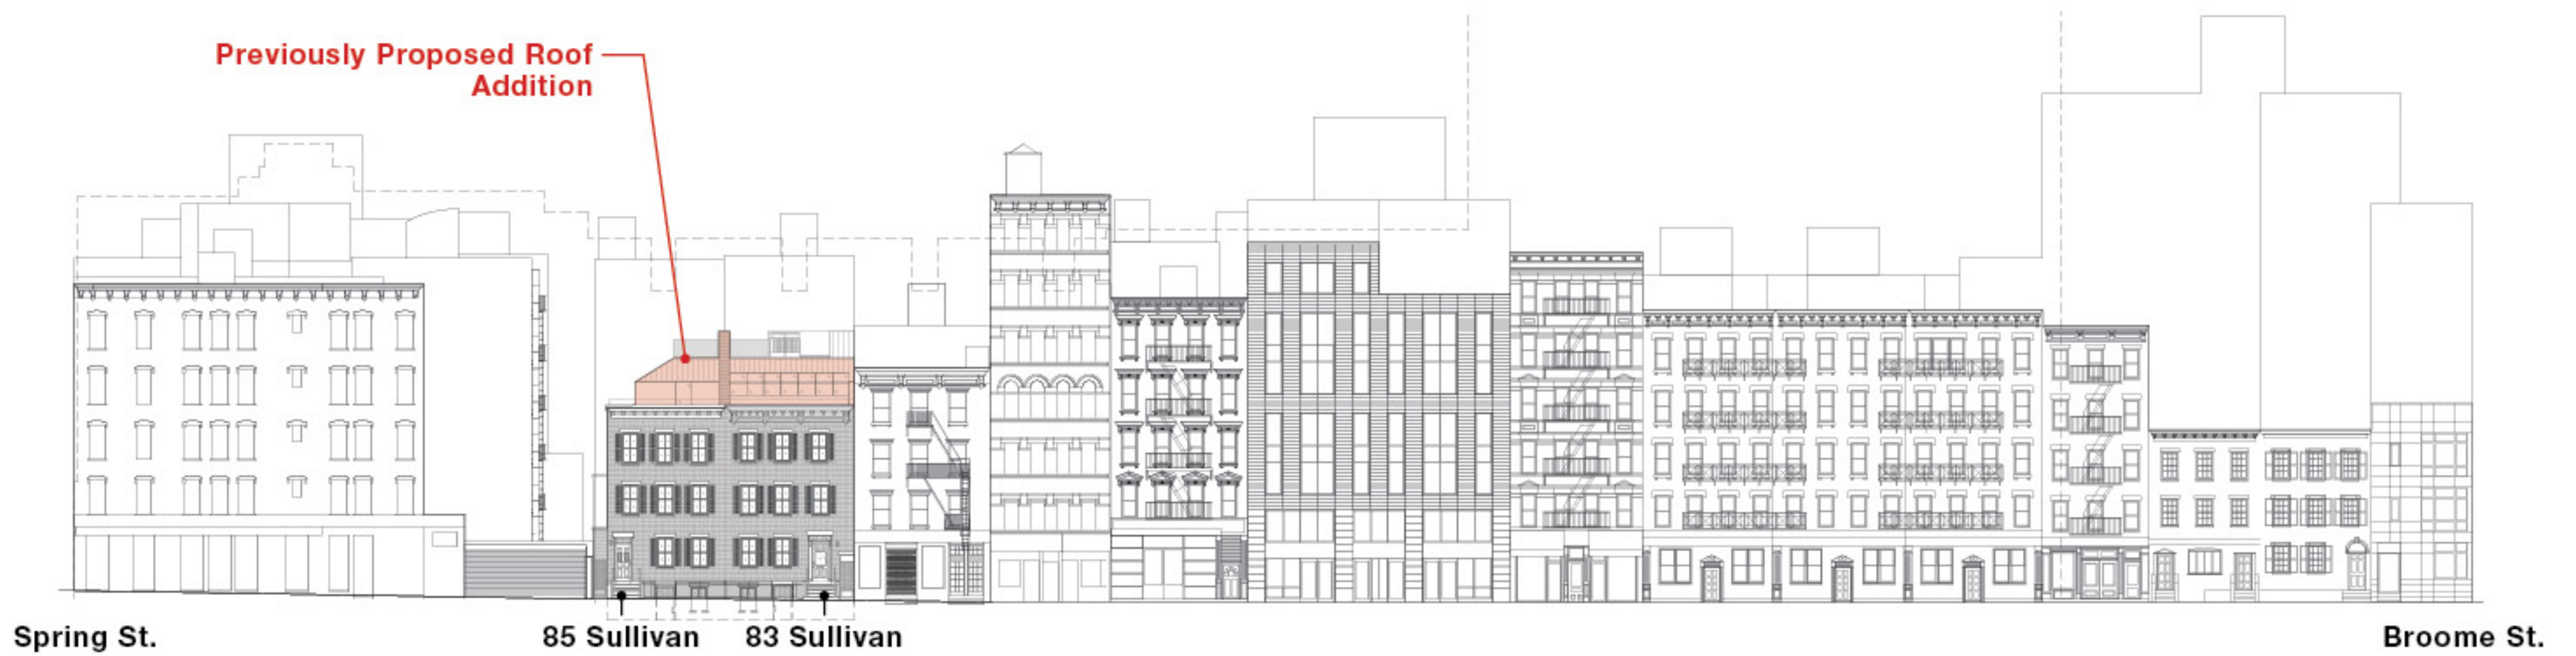 Previously Proposed Roof
Addition
Spring St.
85 Sullivan
83 Sullivan
Broome St.